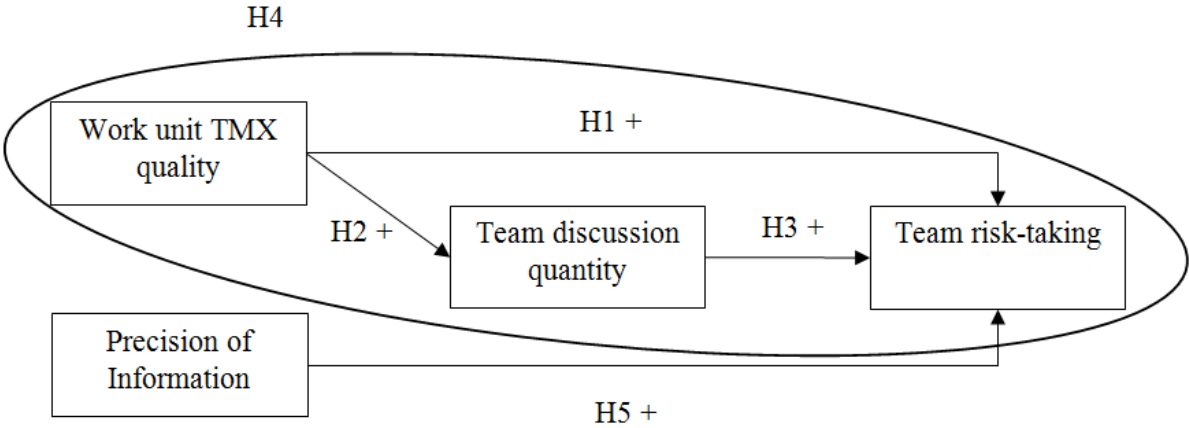 H4
Work unit TMX
quality
H1 +
H2 +
Team discussion
quantity
H3 +
Team risk-taking
Precision of
Information
H5 +